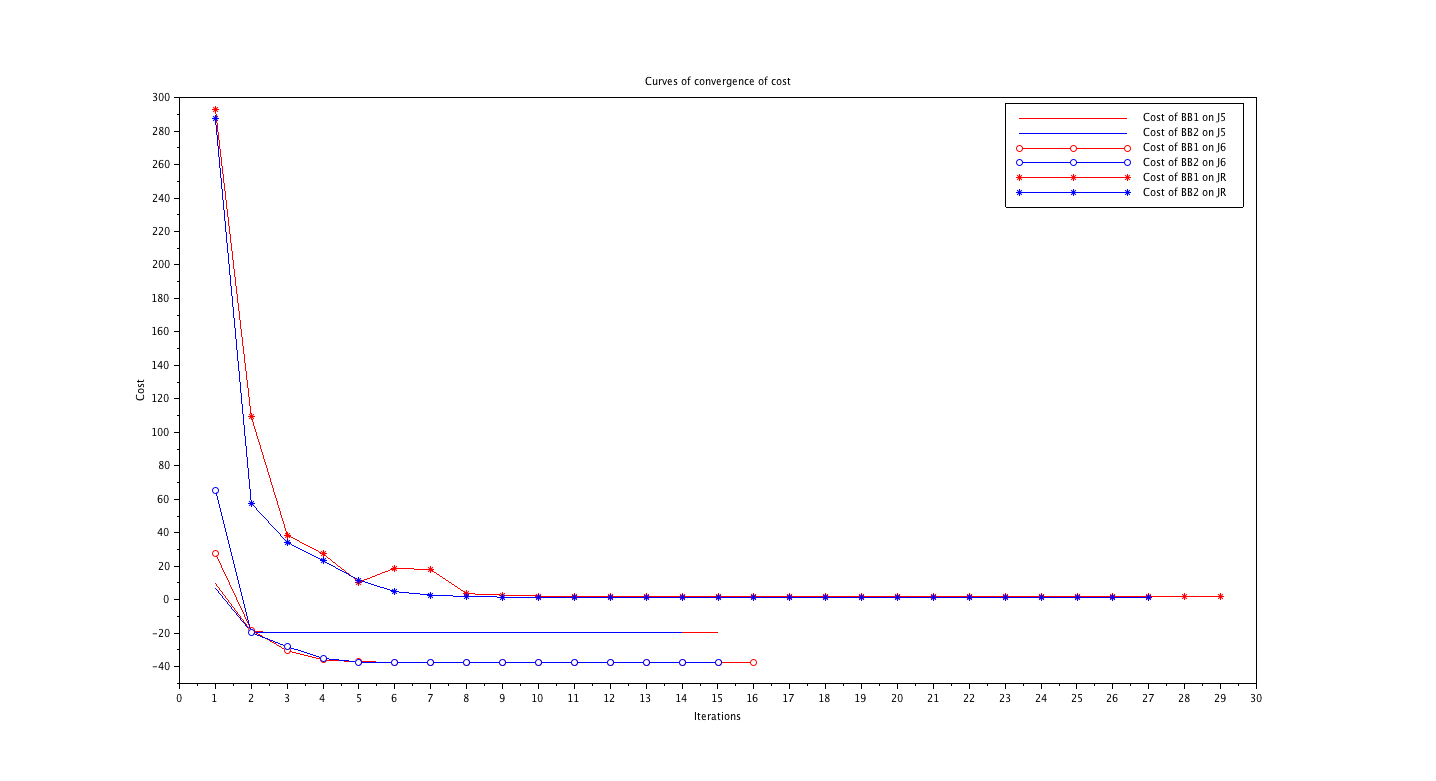 Curves of convergence of cost
300
280
260
240
220
200
180
160
140
120
100
80
60
40
20
0
−20
−40
Cost
Cost of BB1 on J5
Cost of BB2 on J5
Cost of BB1 on J6
Cost of BB2 on J6
Cost of BB1 on JR
Cost of BB2 on JR
0 1 2 3 4 5 6 7 8 9 10 11 12 13 14 15 16 17 18 19 20 21 22 23 24 25 26 27 28 29 30
Iterations